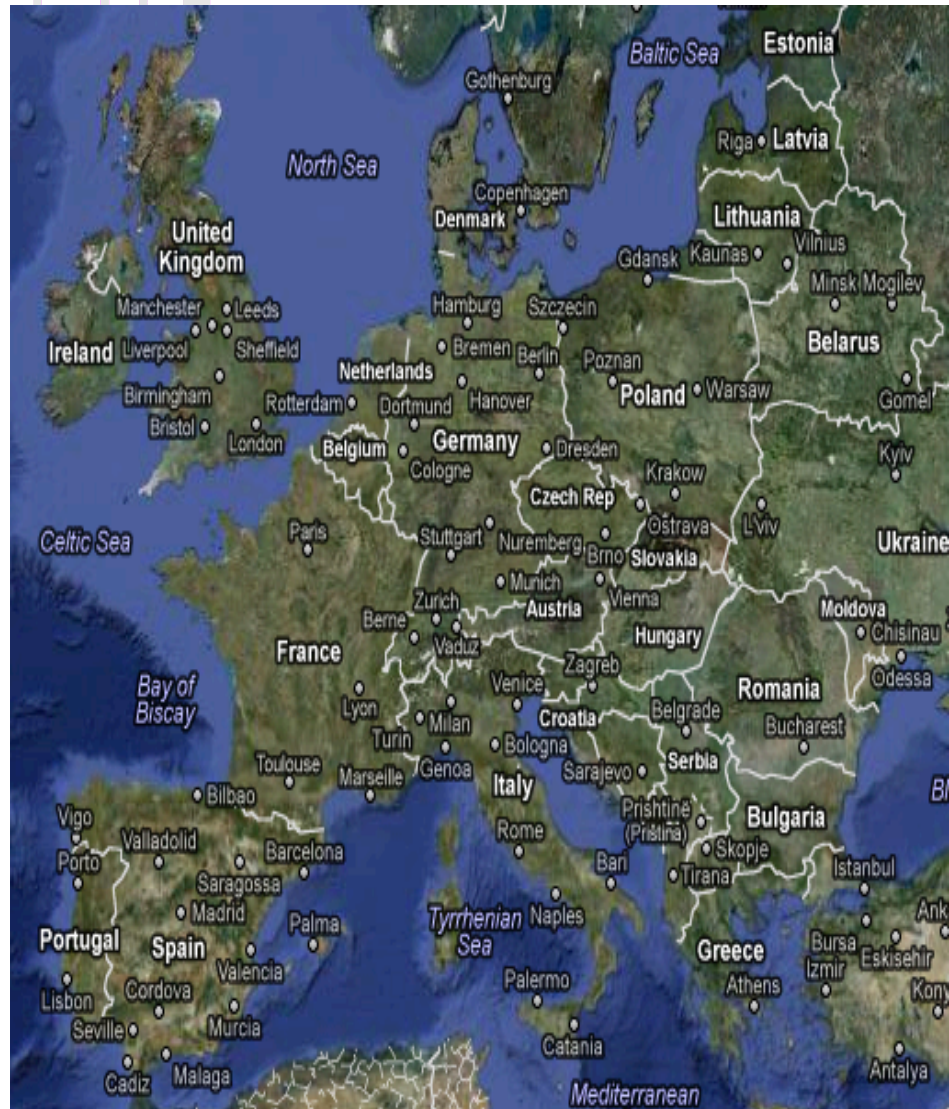 Estonia
Baltic Sea
Gothenburg
Riga
Latvia
North Sea
Copenhagen
Denmark
Lithuania
United
Kingdom
Vilnius
Kaunas
Gdansk
Minsk
Mogilev
Manchester
Leeds
Hamburg
Szczecin
Ireland
Liverpool
Sheffield
Bremen
Berlin
Belarus
Poznan
Netherlands
Birmingham
Rotterdam
Dortmund
Hanover
Poland
Warsaw
Gomel
Bristol
London
Belgium
Germany
Dresden
Cologne
Kyiv
Krakow
Czech Rep
Paris
Celtic Sea
Stuttgart
Nuremberg
Ostrava
L'viv
Ukraine
Brno
Slovakia
Munich
Vienna
Zurich
Austria
Moldova
Berne
Vaduz
Hungary
Chisinau
France
Zagreb
Odessa
Bay of
Biscay
Venice
Romania
Lyon
Milan
Croatia
Belgrade
Bucharest
Turin
Bologna
Toulouse
Marseille
Genoa
Sarajevo
Serbia
Italy
Bilbao
Bl
Vigo
Prishtinë
(Priština)
Bulgaria
Valladolid
Rome
Barcelona
Porto
Skopje
Bari
Istanbul
Saragossa
Tirana
Madrid
Palma
Tyrrhenian
Sea
Naples
Ank
Portugal
Spain
Greece
Bursa
Eskisehir
Valencia
Izmir
Lisbon
Cordova
Palermo
Athens
Kony
Seville
Murcia
Catania
Cadiz
Malaga
Antalya
Mediterranean